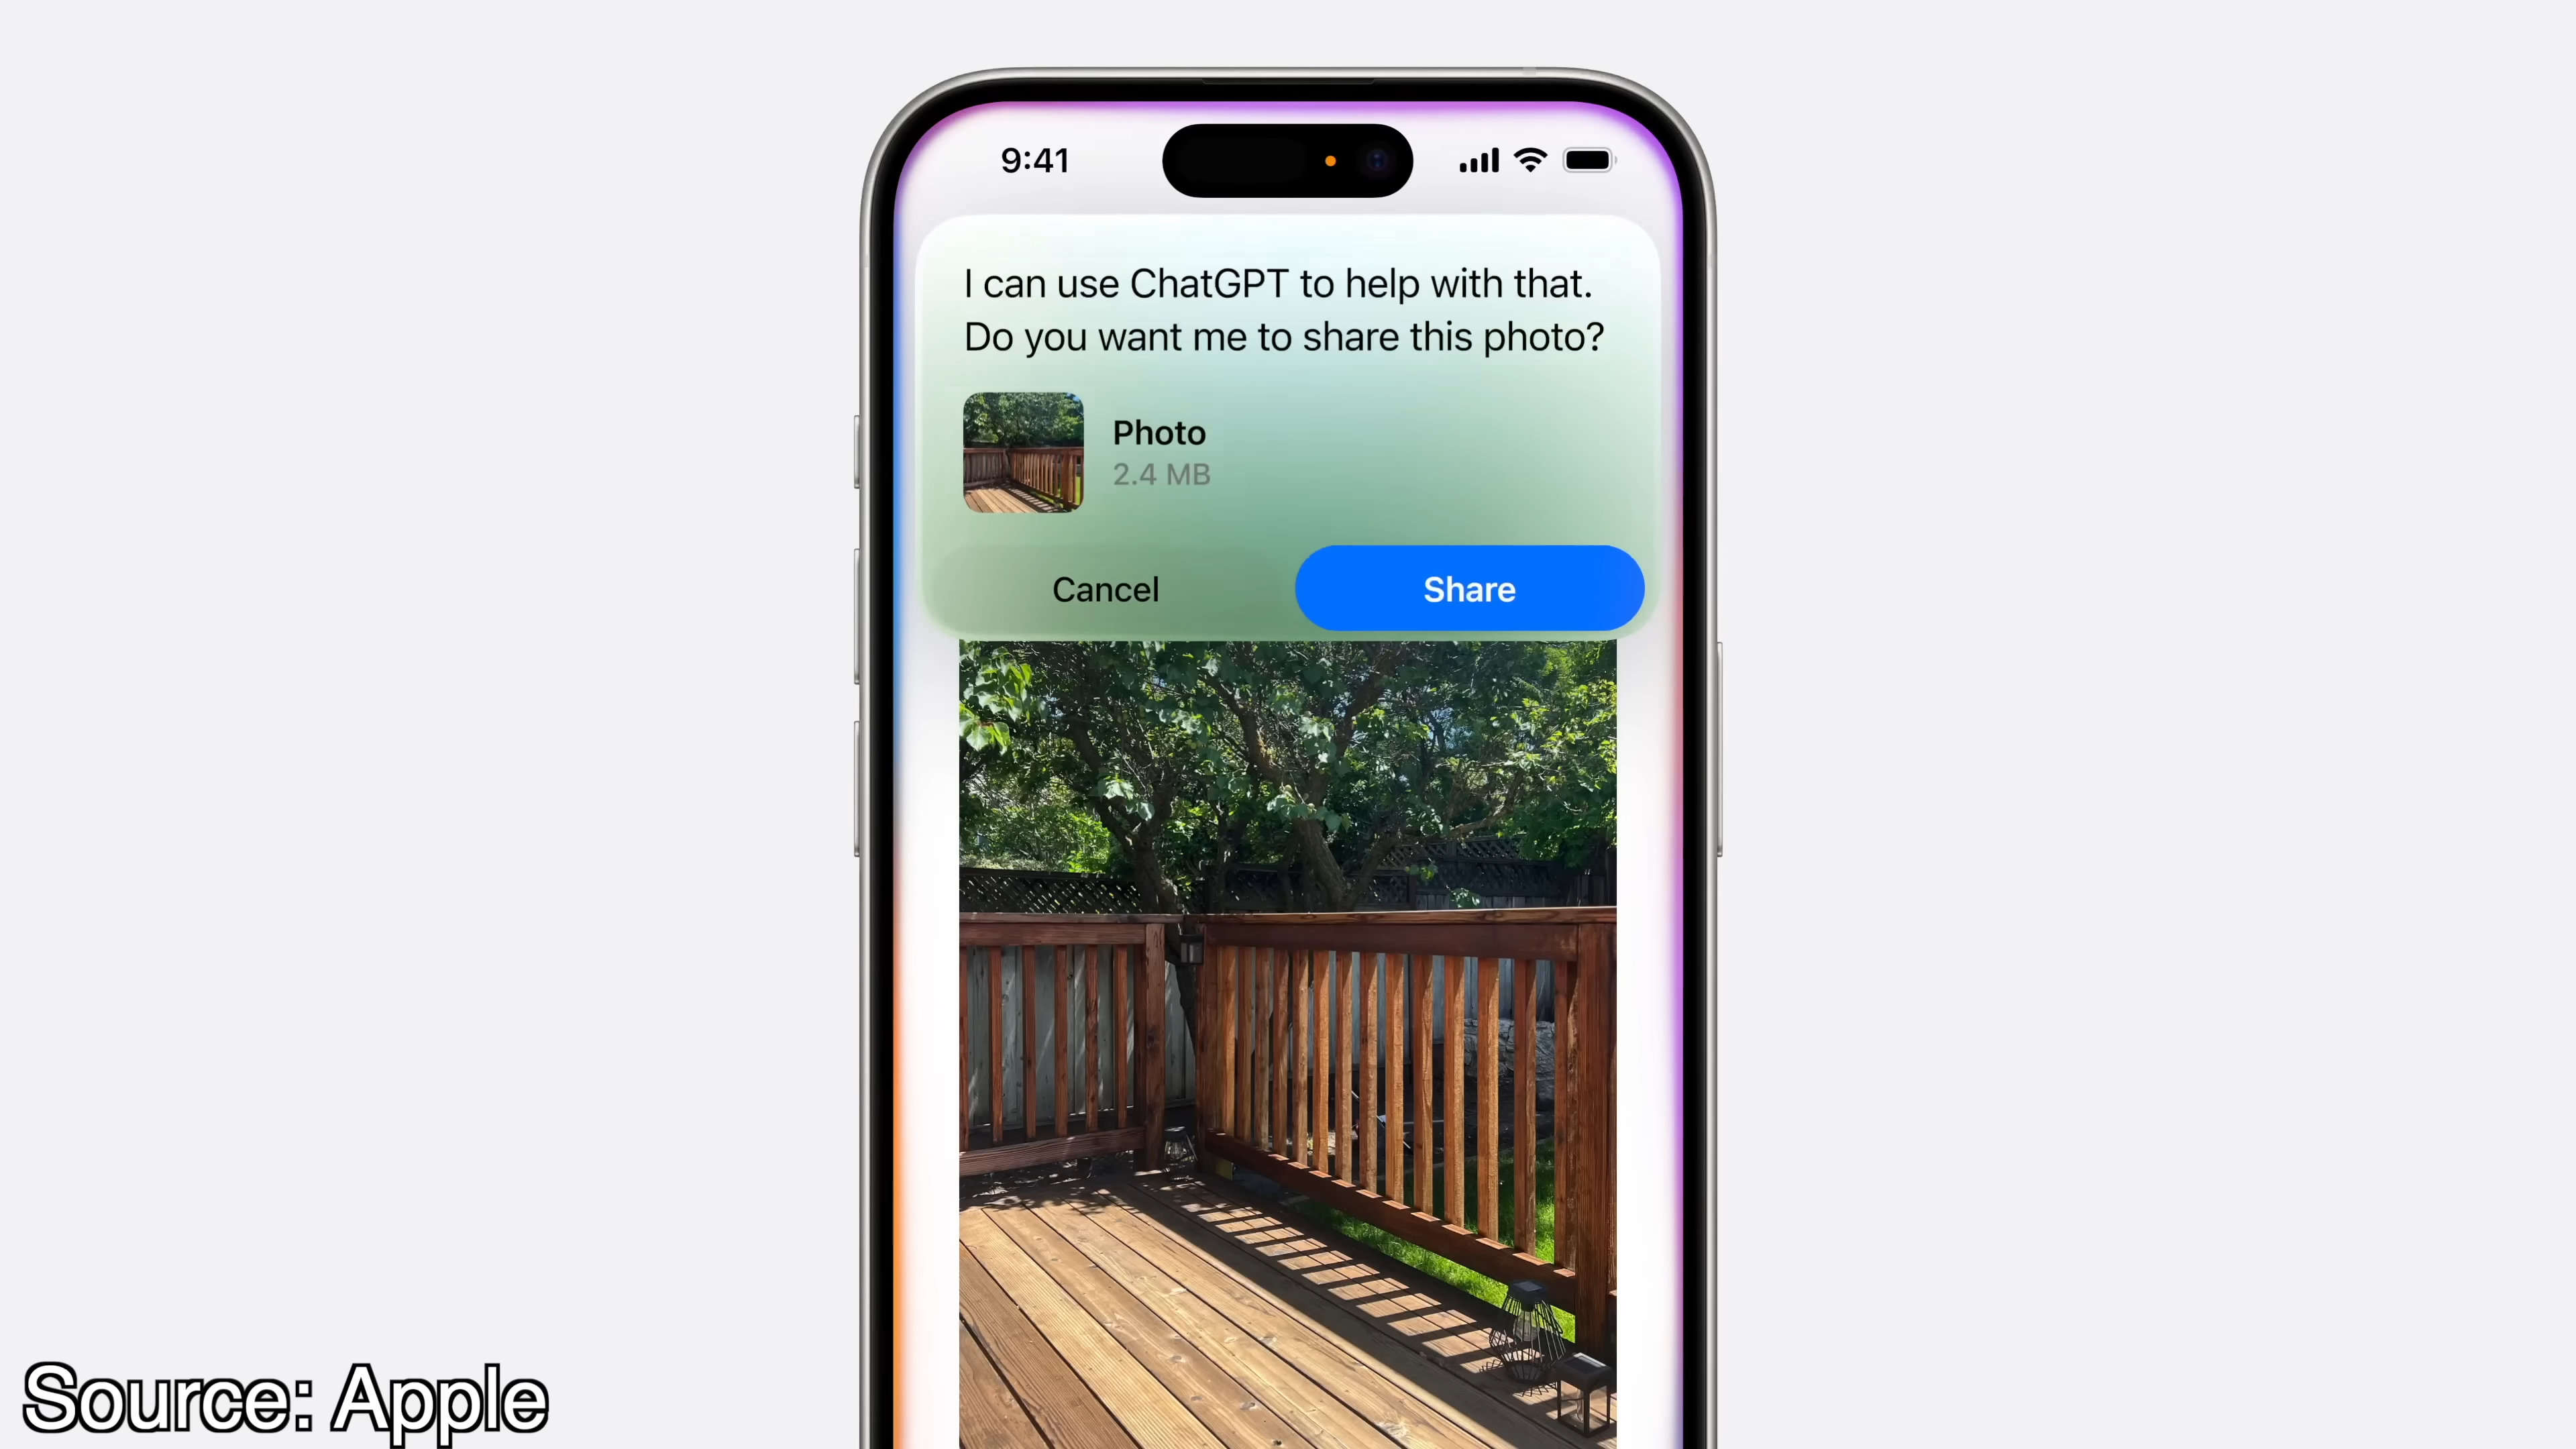 9:41
I can use ChatGPT to help with that.
Do you want me to share this photo?
Photo
2.4 MB
Cancel
Share
Source: Apple